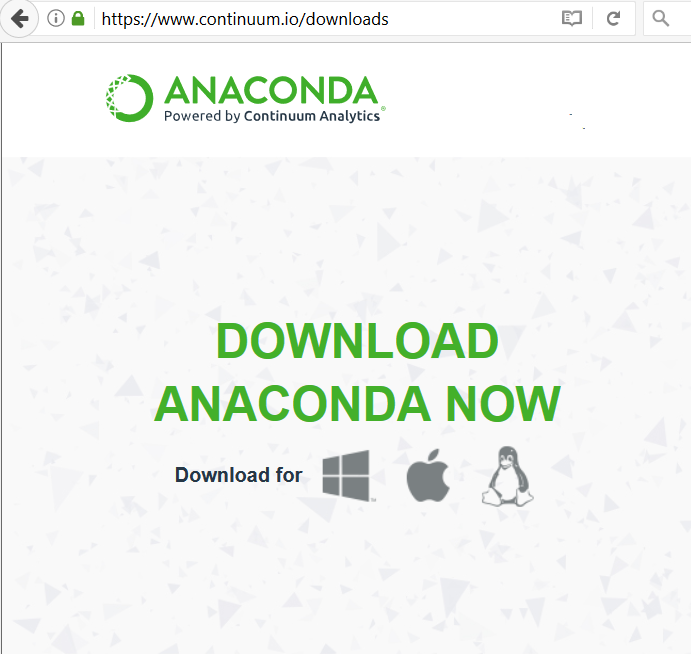 https://www.continuum.io/downloads
ANACONDA
Powered by Continuum Analytics®
DOWNLOAD
ANACONDA NOW
Download for